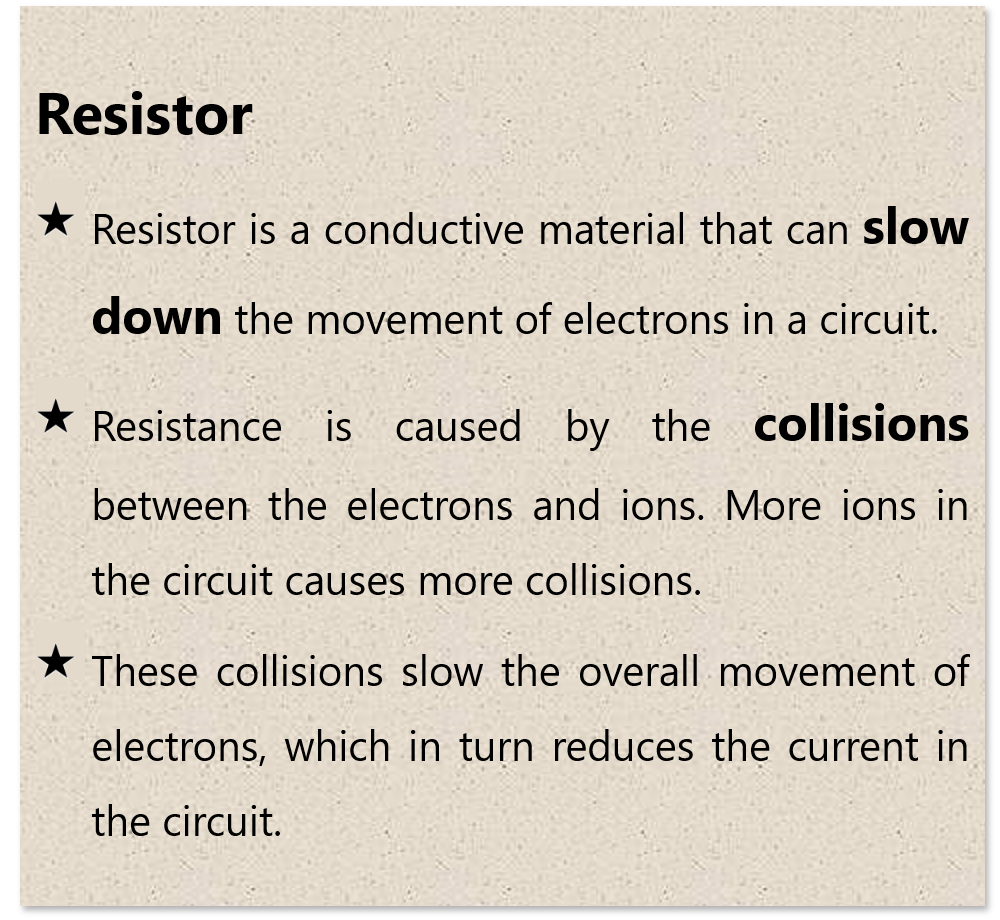 Resistor
★ Resistor is a conductive material that can slow
down the movement of electrons in a circuit.
★ Resistance is caused by the collisions
between the electrons and ions. More ions in
the circuit causes more collisions.
★ These collisions slow the overall movement of
electrons, which in turn reduces the current in
the circuit.